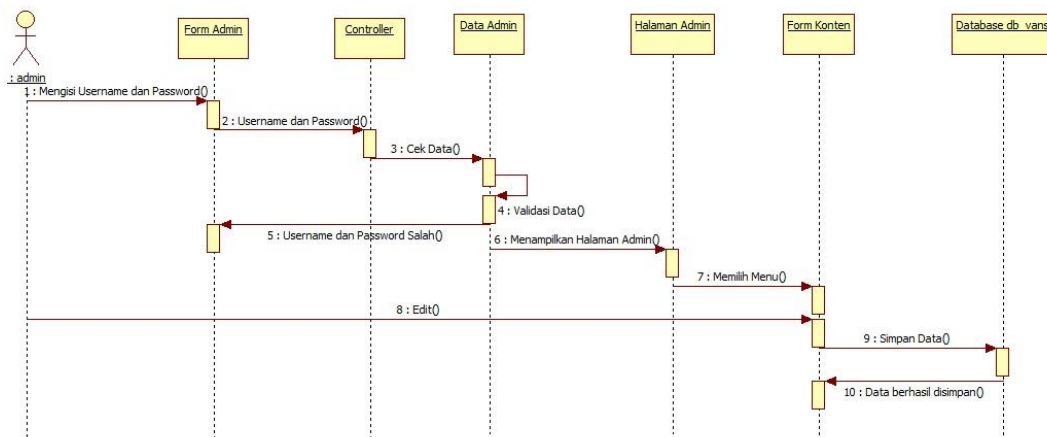 Form Admin
Controller
Data Admin
Halaman Admin
Form Konten
Database db_vans
: admin
1 : Mengisi Username dan Password()
2 : Username dan Password()
3 : Cek Data()
4 : Validasi Data()
5 : Username dan Password Salah()
6 : Menampilkan Halaman Admin()
7 : Memilih Menu()
8 : Edit()
9 : Simpan Data()
10 : Data berhasil disimpan()